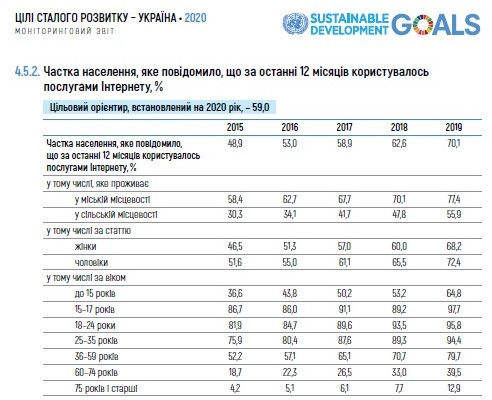 ЦІЛІ СТАЛОГО РОЗВИТКУ – УКРАЇНА • 2020
МОНІТОРИНГОВИЙ ЗВІТ
SUSTAINABLE
DEVELOPMENT
GOALS
4.5.2. Частка населення, яке повідомило, що за останні 12 місяців користувалось
послугами Інтернету, %
Цільовий орієнтир, встановлений на 2020 рік, – 59,0
2015 2016 2017 2018 2019
Частка населення, яке повідомило, 48,9 53,0 58,9 62,6 70,1
що за останні 12 місяців користувалось
послугами Інтернету, %
у тому числі, яке проживає
у міській місцевості 58,4 62,7 67,7 70,1 77,4
у сільській місцевості 30,3 34,1 41,7 47,8 55,9
у тому числі за статтю
жінки 46,5 51,3 57,0 60,0 68,2
чоловіки 51,6 55,0 61,1 65,5 72,4
у тому числі за віком
до 15 років 36,6 43,8 50,2 53,2 64,8
15–17 років 86,7 86,0 91,1 89,2 97,7
18–24 роки 81,9 84,7 89,6 93,5 95,8
25–35 років 75,9 80,4 87,6 89,3 94,4
36–59 років 52,2 57,1 65,1 70,7 79,7
60–74 років 18,7 22,3 26,5 33,0 39,5
75 років і старші 4,2 5,1 6,1 7,7 12,9